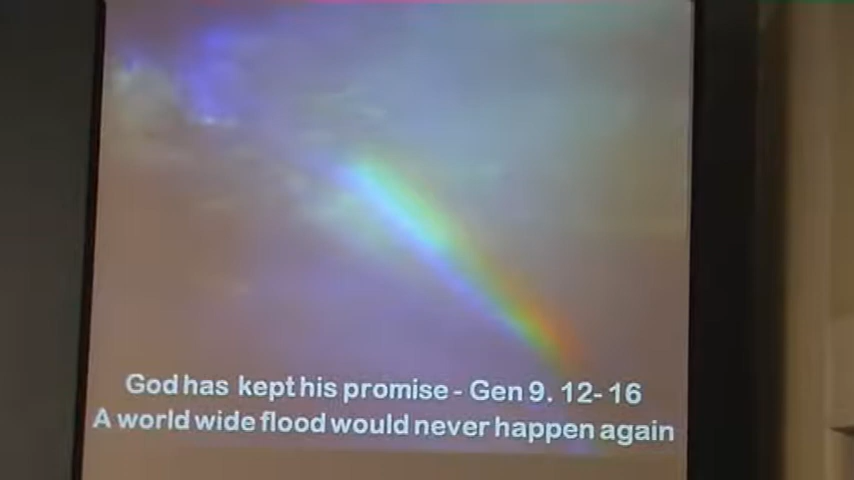 God has kept his promise - Gen 9. 12- 16
A world wide flood would never happen again